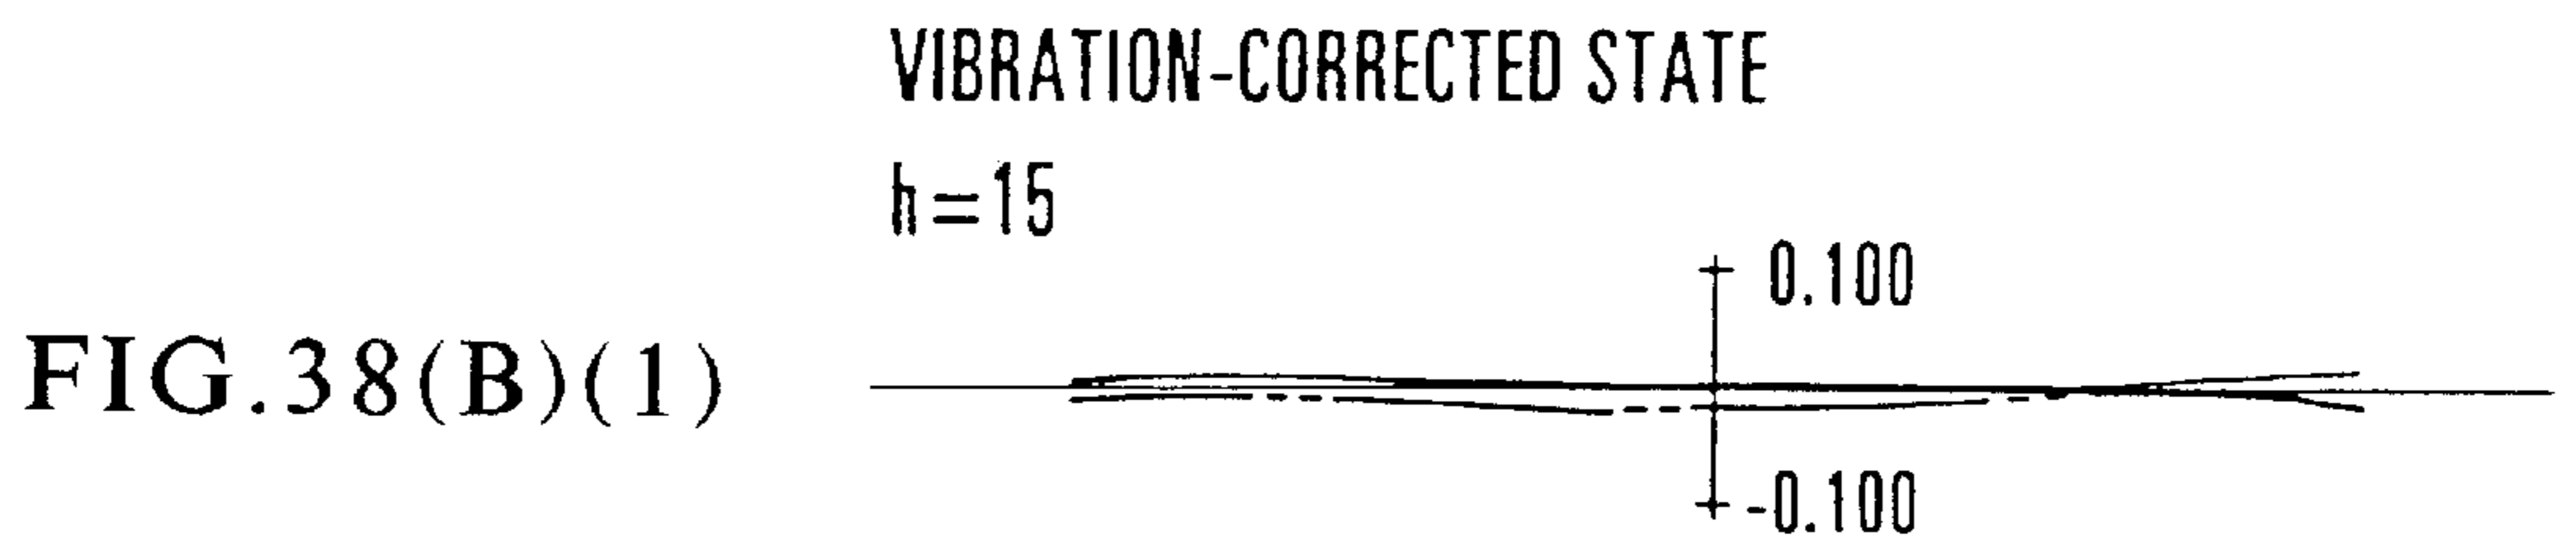 VIBRATION-CORRECTED STATE
h=15
0.100
FIG.38(B)(1)
-0.100